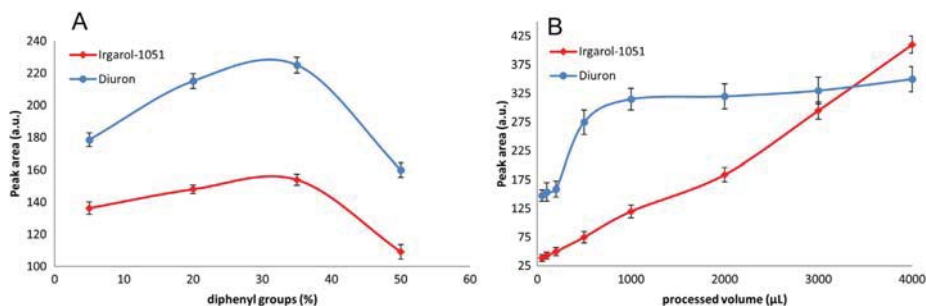 A
240
220
200
180
160
140
120
100
0
10
20
30
40
50
60
Peak area (a.u.)
diphenyl groups (%)
Irgarol-1051
Diuron
B
425
375
325
275
225
175
125
75
25
0
1000
2000
3000
4000
Peak area (a.u.)
processed volume (µL)
Irgarol-1051
Diuron